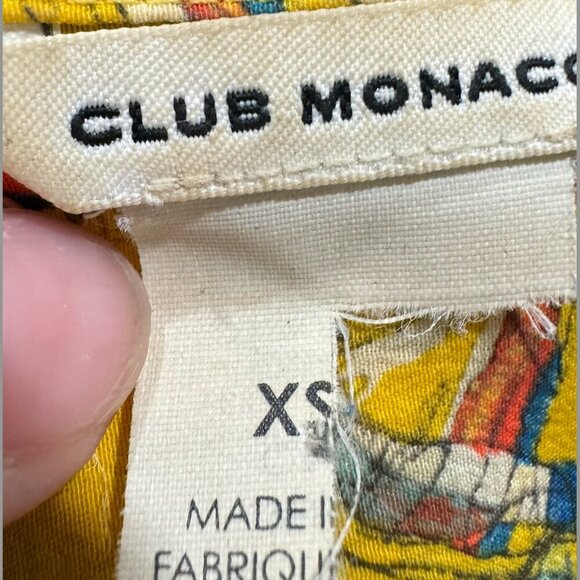 CLUB MONACO
XS
MADE I
FABRIQU